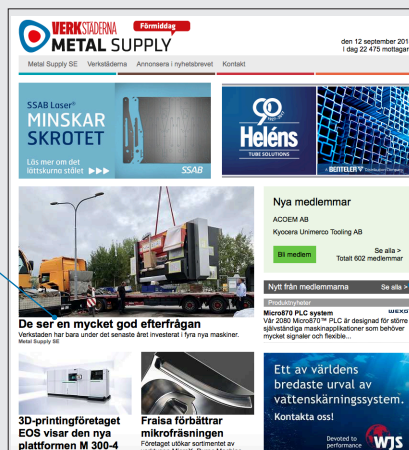 VERKSTÄDERNA
Förmiddag
METAL SUPPLY
den 12 september 201
I dag 22 475 mottagar
Metal Supply SE Verkstäderna Annonsera i nyhetsbrevet Kontakt
SSAB Laser®
MINSKAR
SKROTET
Läs mer om det
lättskurna stålet
SSAB
90
Heléns
TUBE SOLUTIONS
A BENTELER Distribution Company
Nya medlemmar
ACOEM AB
Kyocera Unimerco Tooling AB
Bli medlem
Se alla >
Totalt 602 medlemmar
De ser en mycket god efterfrågan
Verkstaden har bara under det senaste året investerat i fyra nya maskiner.
Metal Supply SE
Nytt från medlemmarna Se alla >
Produktnyheter
Micro870 PLC system
WEXØ
Vår 2080 Micro870™ PLC är designad för större
självständiga maskinapplikationer som behöver
mycket signaler och flexible...
3D-printingföretaget
EOS visar den nya
plattformen M 300-4
Fraisa förbättrar
mikrofräsningen
Företaget utökar sortimentet av
Ett av världens
bredaste urval av
vattenskärningssystem.
Kontakta oss!
Devoted to
performance
WJS